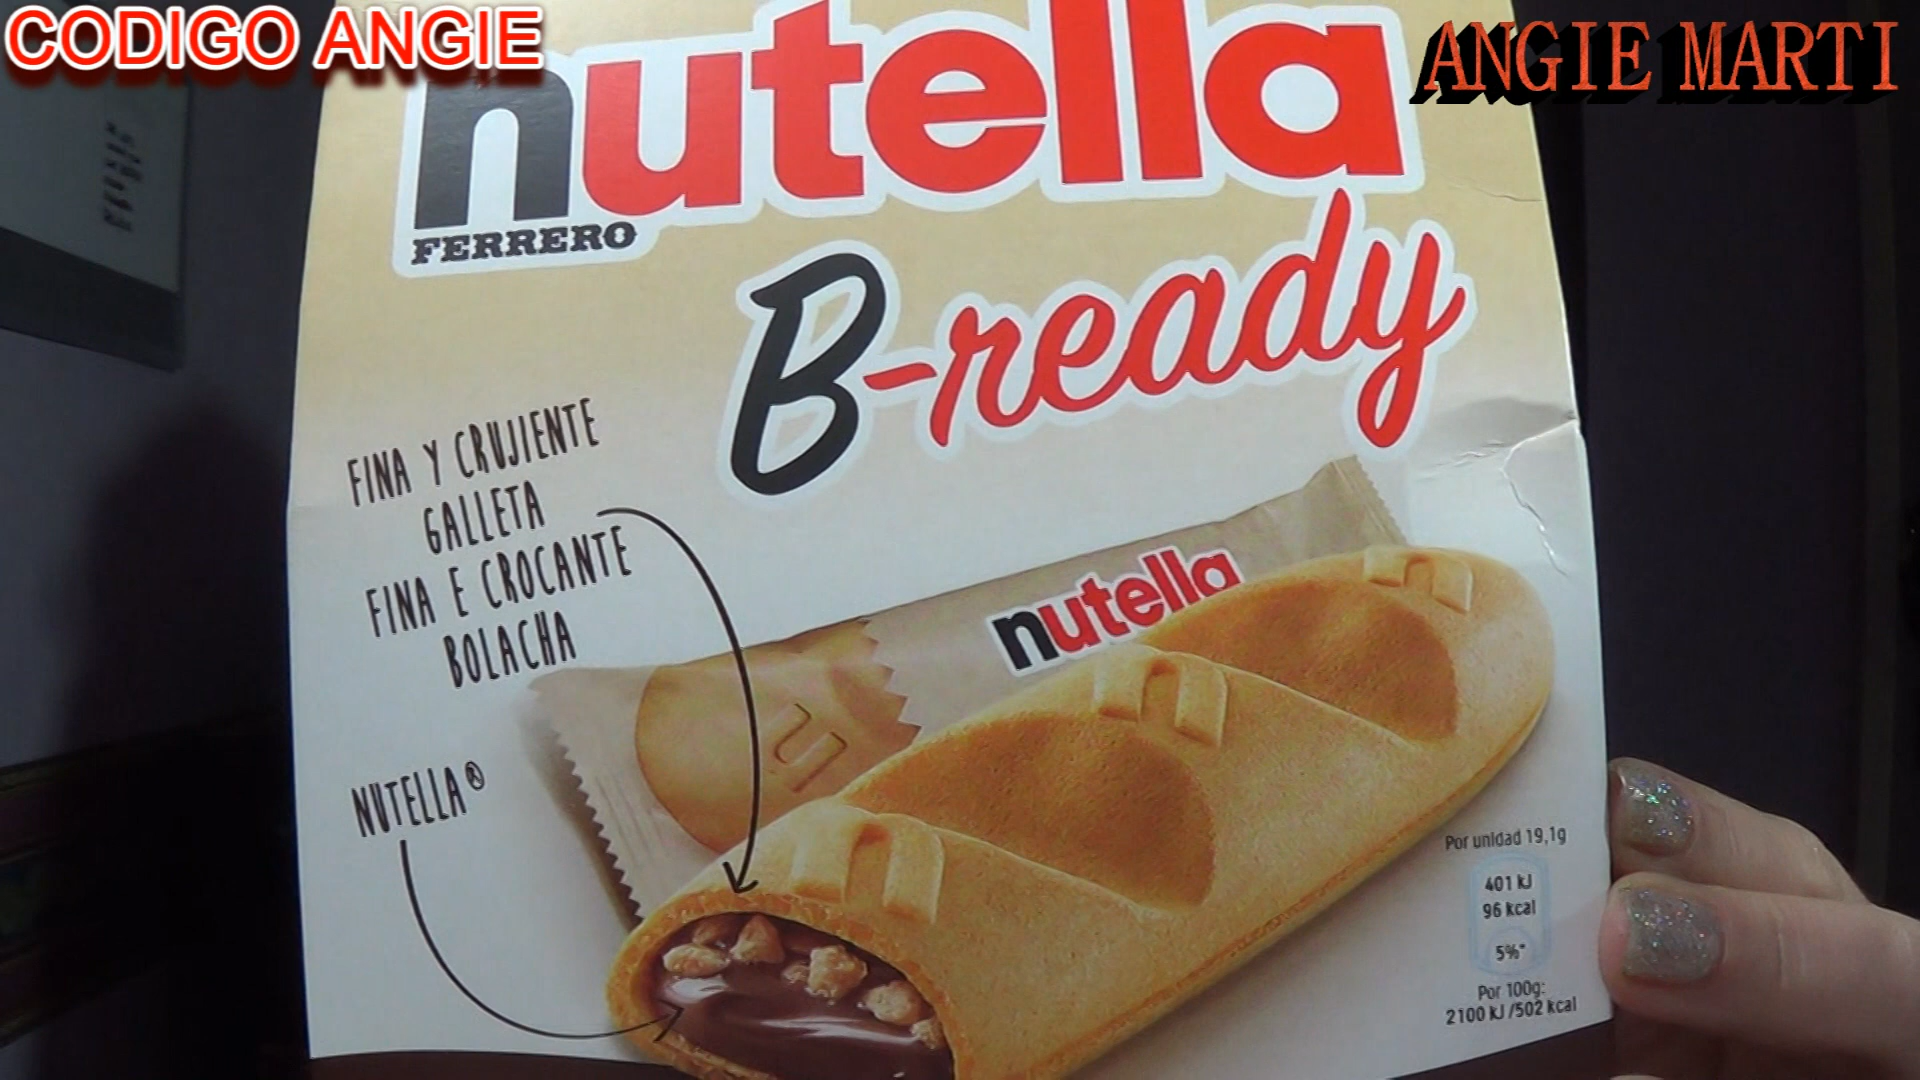 CODIGO ANGIE
ANGIE MARTI
nutella
FERRERO
B-ready
FINA Y CRUJIENTE
GALLETA
FINA E CROCANTE
BOLACHA
NUTELLA®
nutella
Por unidad 19,1g
401 kJ
96 kcal
5%*
Por 100g:
2100 kJ /502 kcal